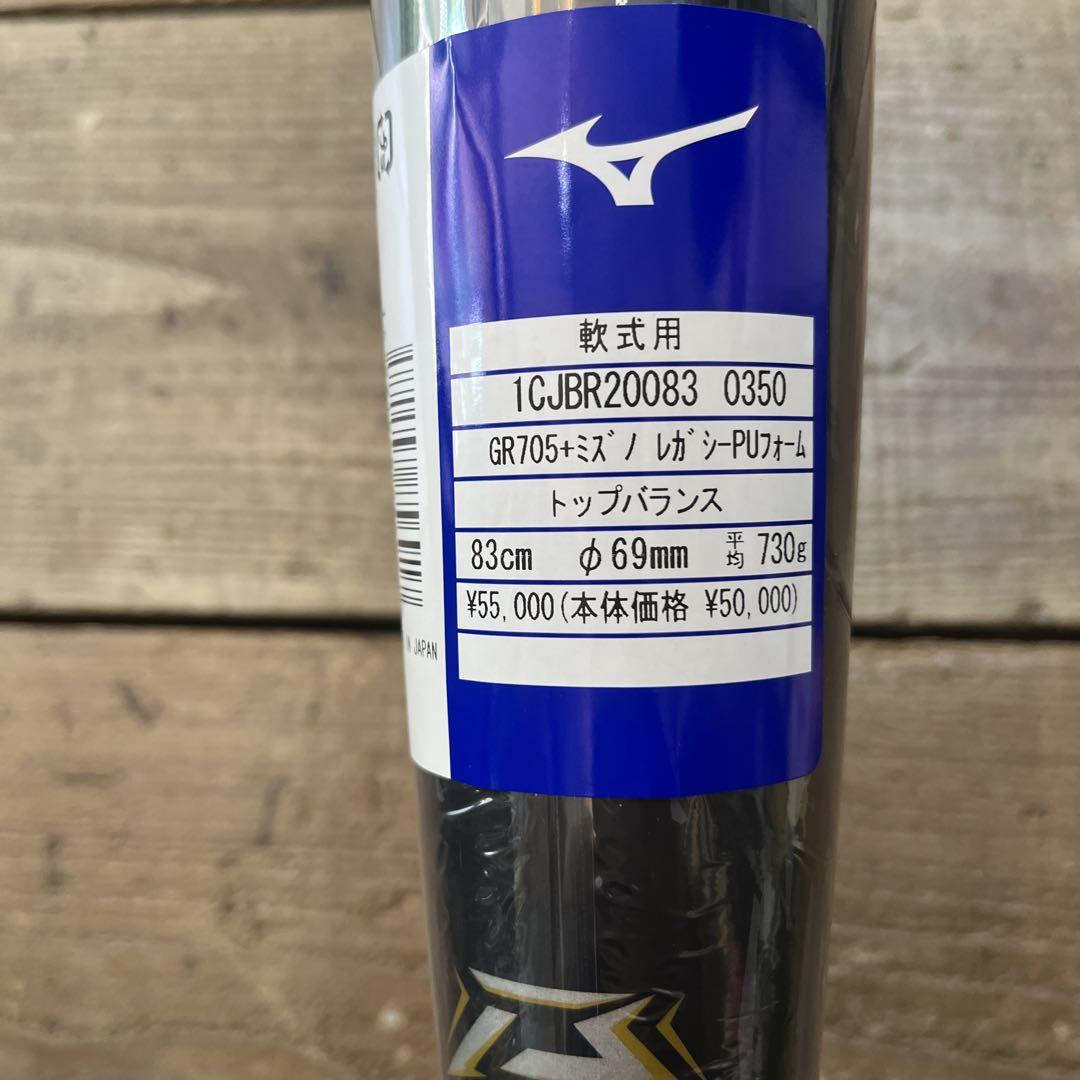 軟式用
1CJBR20083 0350
GR705+ﾐｽﾞﾉ ﾚｶﾞｼｰPUﾌｫｰﾑ
トップバランス
83cm φ69mm 平均 730g
¥55,000(本体価格 ¥50,000)
IN JAPAN